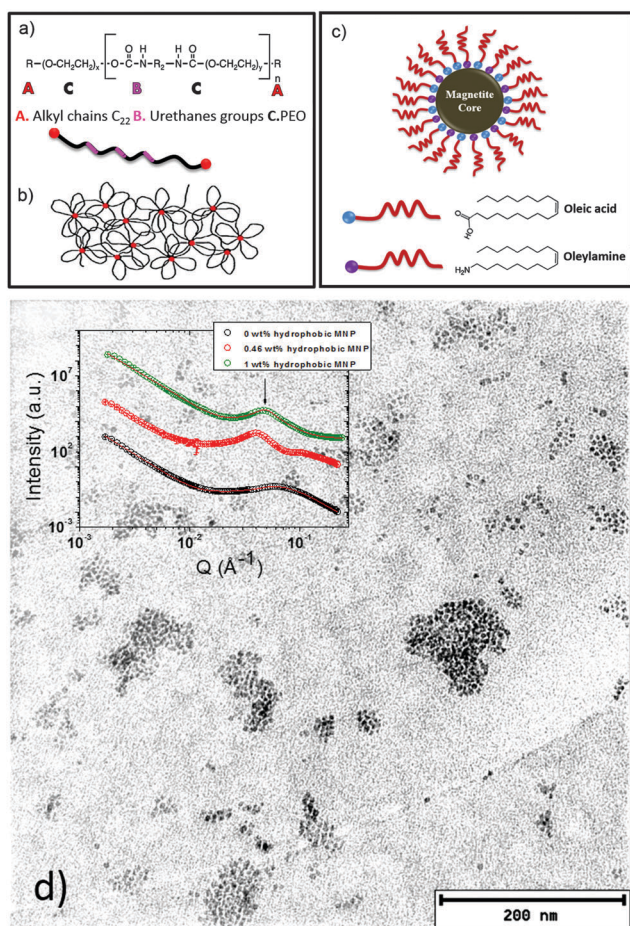 a)
O H H O
R–(OCH2CH2)x–[O–C–N–R2–N–C–(OCH2CH2)y]n–R
A C B C A
A. Alkyl chains C22 B. Urethanes groups C.PEO
b)
c)
Magnetite
Core
Oleic acid
O
HO
Oleylamine
H2N
0 wt% hydrophobic MNP
0.46 wt% hydrophobic MNP
1 wt% hydrophobic MNP
Intensity (a.u.)
10^7
10^2
10^-3
10^-3 10^-2 10^-1
Q (Å^-1)
d)
200 nm